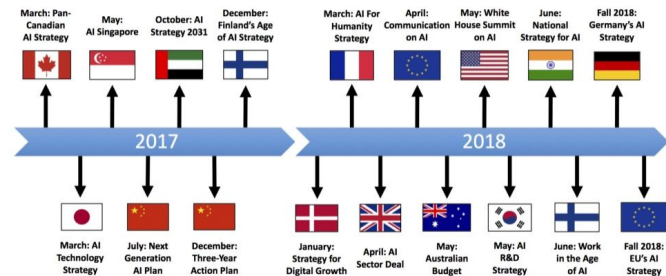 March: Pan-
Canadian
AI Strategy
May:
AI Singapore
October: AI
Strategy 2031
December:
Finland's Age
of AI Strategy
March: AI For
Humanity
Strategy
April:
Communication
on AI
May: White
House Summit
on AI
June:
National
Strategy for AI
Fall 2018:
Germany's AI
Strategy
2017
2018
March: AI
Technology
Strategy
July: Next
Generation
AI Plan
December:
Three-Year
Action Plan
January:
Strategy for
Digital Growth
April: AI
Sector Deal
May:
Australian
Budget
May: AI
R&D
Strategy
June: Work
in the Age
of AI
Fall 2018:
EU's AI
Strategy